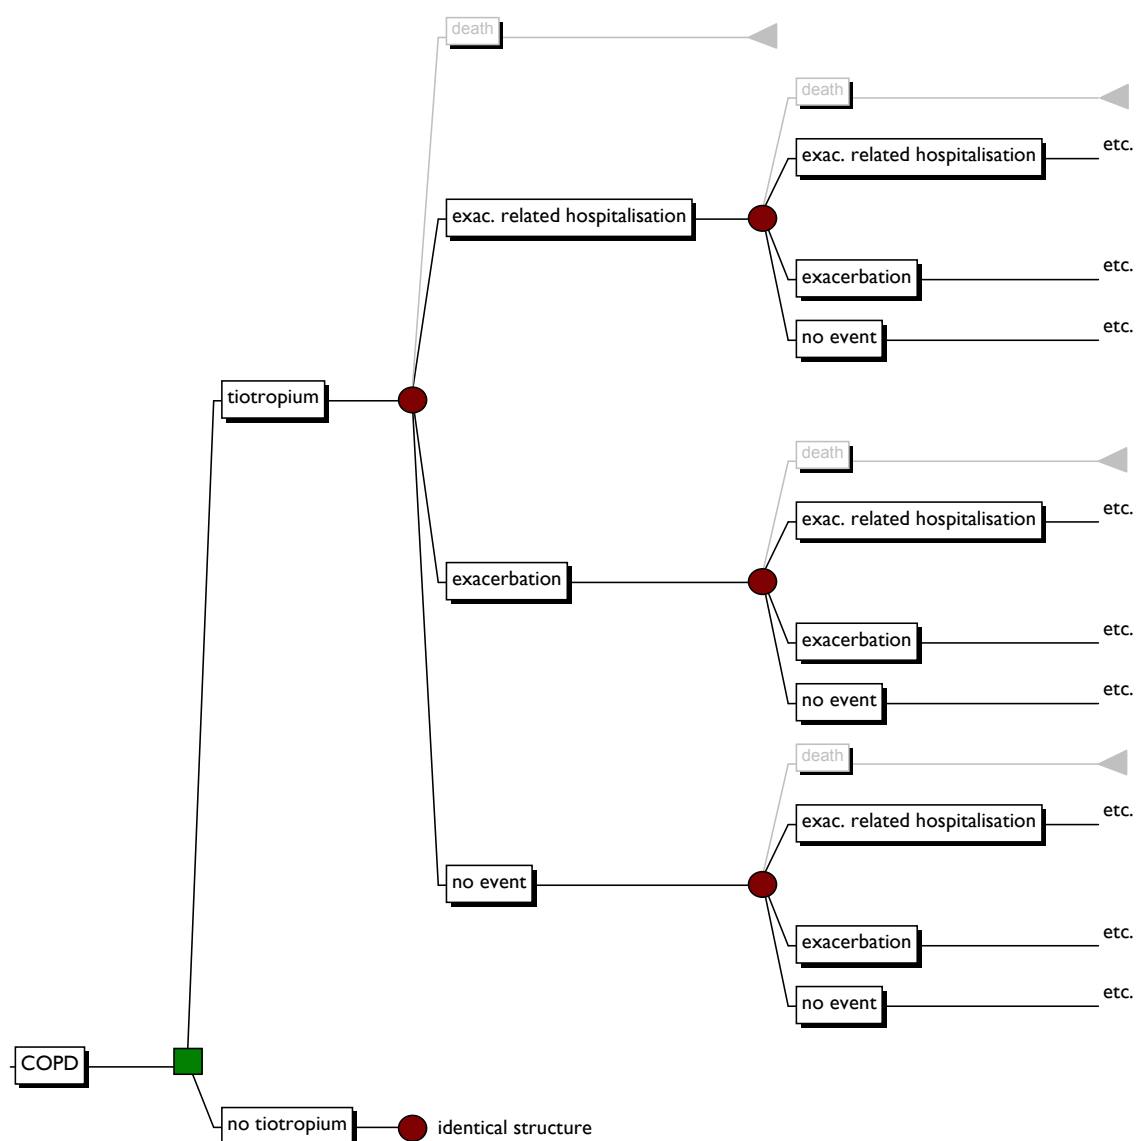 death
death
exac. related hospitalisation
etc.
exac. related hospitalisation
exacerbation
etc.
no event
etc.
tiotropium
death
exac. related hospitalisation
etc.
exacerbation
exacerbation
etc.
no event
etc.
death
exac. related hospitalisation
etc.
no event
exacerbation
etc.
no event
etc.
COPD
no tiotropium
identical structure